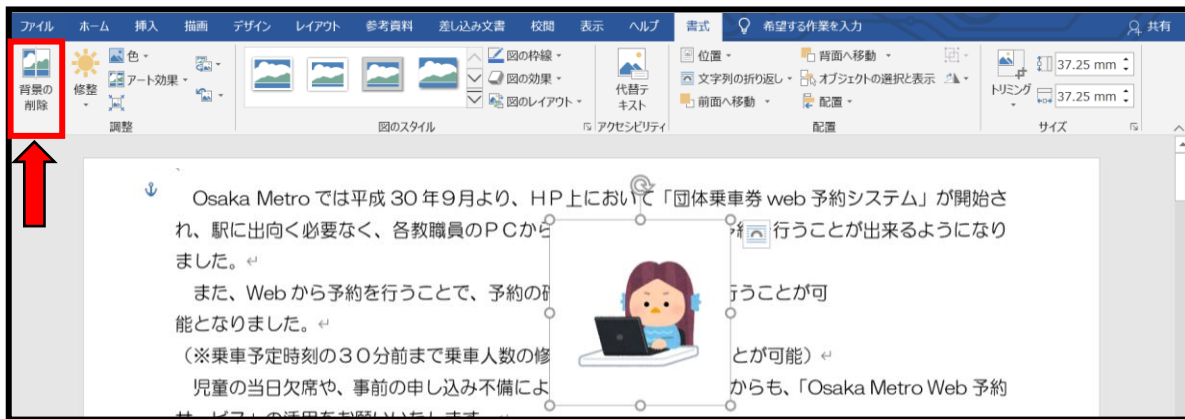 ファイル ホーム 挿入 描画 デザイン レイアウト 参考資料 差し込み文書 校閲 表示 ヘルプ 書式 希望する作業を入力 共有
背景の削除
修整
色
アート効果
調整
図の枠線
図の効果
図のレイアウト
図のスタイル
代替テキスト
アクセシビリティ
位置
文字列の折り返し
前面へ移動
背面へ移動
オブジェクトの選択と表示
配置
配置
トリミング
37.25 mm
37.25 mm
サイズ
Osaka Metro では平成 30 年9月より、HP上において「団体乗車券 web 予約システム」が開始さ
れ、駅に出向く必要なく、各教職員のPCから 行うことが出来るようになり
ました。
また、Web から予約を行うことで、予約の 行うことが可
能となりました。
(※乗車予定時刻の30分前まで乗車人数の修 とが可能)
児童の当日欠席や、事前の申し込み不備によ からも、「Osaka Metro Web 予約